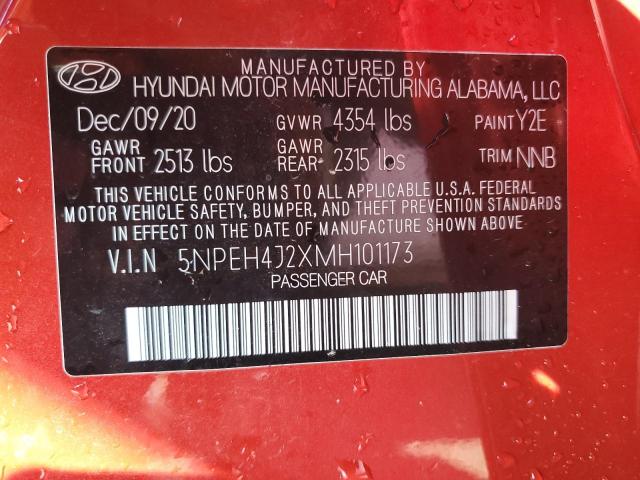 MANUFACTURED BY
HYUNDAI MOTOR MANUFACTURING ALABAMA, LLC
Dec/09/20 GVWR 4354 lbs PAINT Y2E
GAWR FRONT 2513 lbs GAWR REAR 2315 lbs TRIM NNB
THIS VEHICLE CONFORMS TO ALL APPLICABLE U.S.A. FEDERAL
MOTOR VEHICLE SAFETY, BUMPER, AND THEFT PREVENTION STANDARDS
IN EFFECT ON THE DATE OF MANUFACTURE SHOWN ABOVE
V.I.N 5NPEH4J2XMH101173
PASSENGER CAR